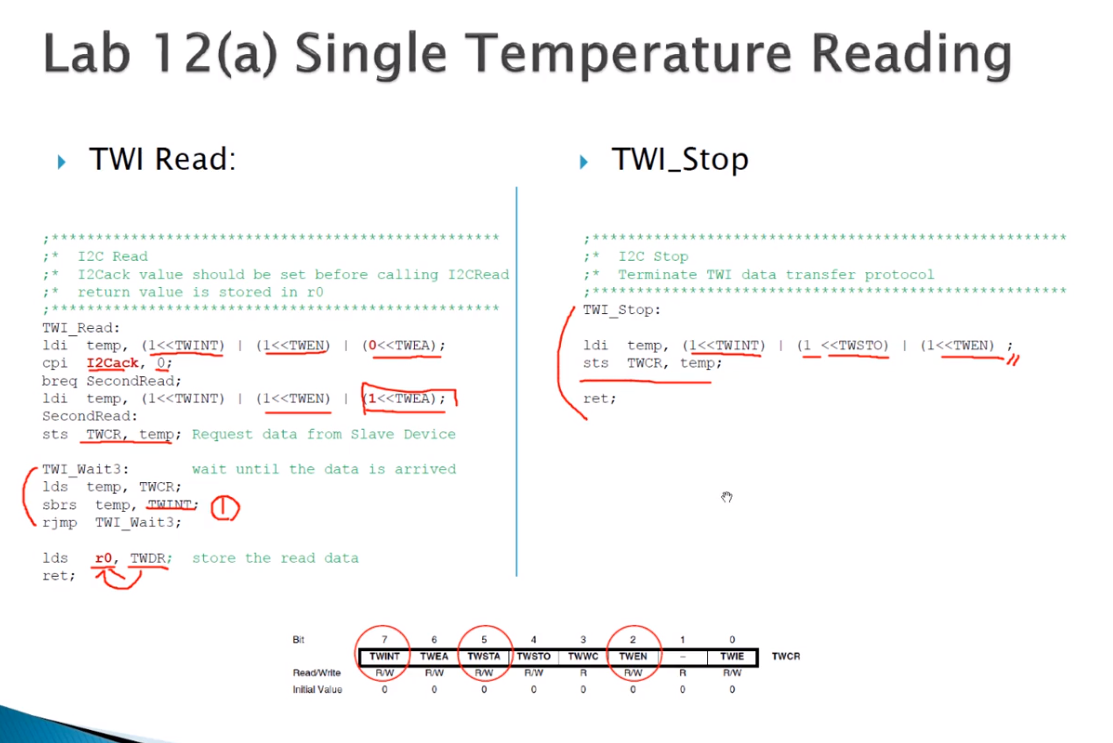 Lab 12(a) Single Temperature Reading
TWI Read:
;***************************************************
;*  I2C Read
;*  I2Cack value should be set before calling I2CRead
;*  return value is stored in r0
;***************************************************
TWI_Read:
ldi  temp, (1<<TWINT) | (1<<TWEN) | (0<<TWEA);
cpi  I2Cack, 0;
breq SecondRead;
ldi  temp, (1<<TWINT) | (1<<TWEN) | (1<<TWEA);
SecondRead:
sts  TWCR, temp; Request data from Slave Device
TWI_Wait3:       wait until the data is arrived
lds  temp, TWCR;
sbrs  temp, TWINT; 1
rjmp  TWI_Wait3;
lds   r0, TWDR;  store the read data
ret;
TWI_Stop
;******************************************************
;*  I2C Stop
;*  Terminate TWI data transfer protocol
;******************************************************
TWI_Stop:
ldi  temp, (1<<TWINT) | (1 <<TWSTO) | (1<<TWEN) ;
sts  TWCR, temp;
ret;
Bit 7 6 5 4 3 2 1 0
TWINT TWEA TWSTA TWSTO TWWC TWEN – TWIE TWCR
Read/Write R/W R/W R/W R/W R R/W R R/W
Initial Value 0 0 0 0 0 0 0 0